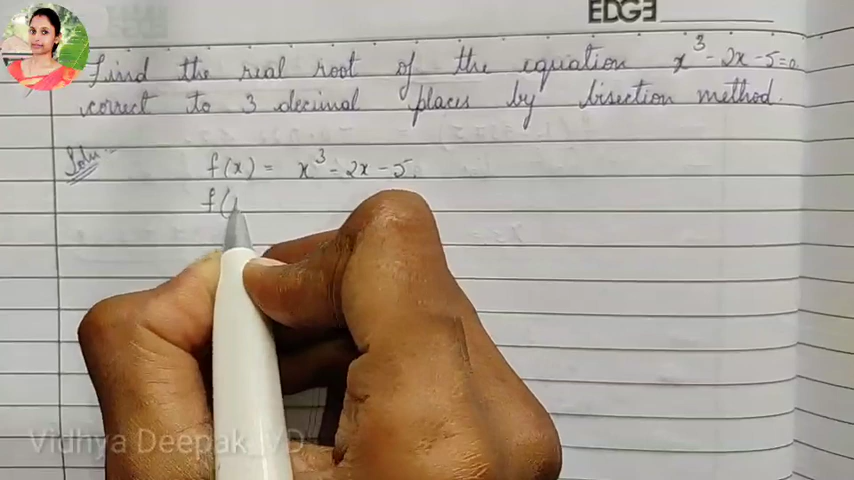 EDGE
Find the real root of the equation x³ - 2x - 5 = 0
correct to 3 decimal places by bisection method.
Solu:-
f(x) = x³ - 2x - 5.
f(
Vidhya Deepak VD